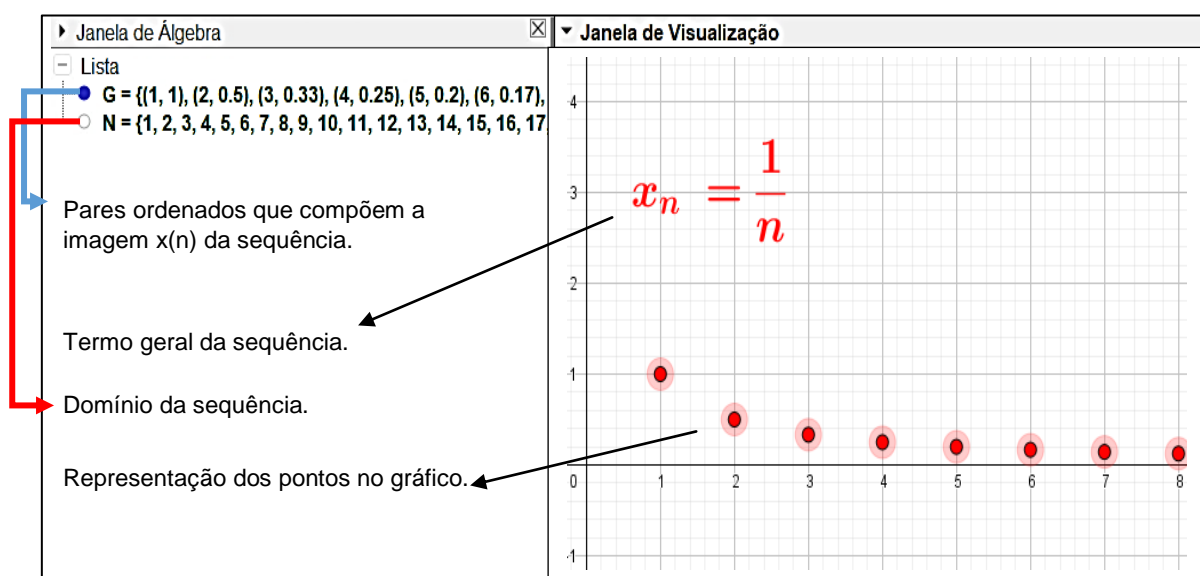 Janela de Álgebra
Lista
G = {(1, 1), (2, 0.5), (3, 0.33), (4, 0.25), (5, 0.2), (6, 0.17),
N = {1, 2, 3, 4, 5, 6, 7, 8, 9, 10, 11, 12, 13, 14, 15, 16, 17,
Pares ordenados que compõem a
imagem x(n) da sequência.
Termo geral da sequência.
Domínio da sequência.
Representação dos pontos no gráfico.
Janela de Visualização
4
3
2
1
0 1 2 3 4 5 6 7 8
-1
xₙ = 1/n